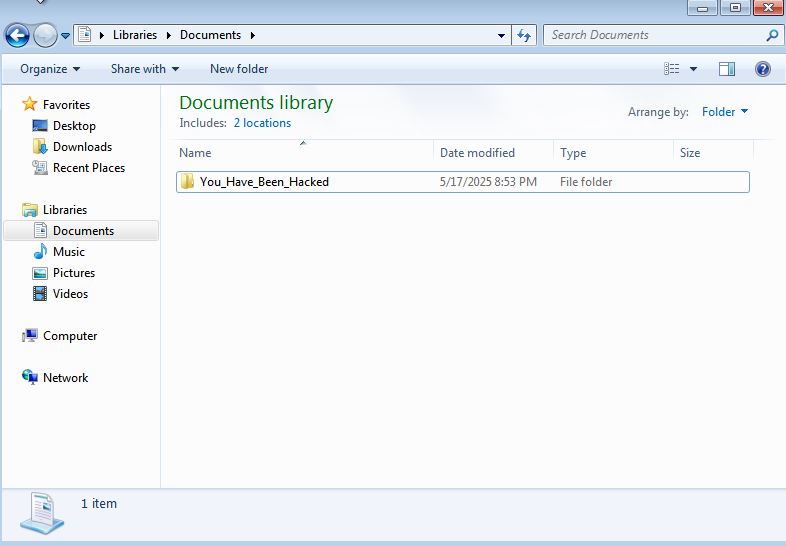 Libraries Documents
Search Documents
Organize Share with New folder
Favorites
Desktop
Downloads
Recent Places
Libraries
Documents
Music
Pictures
Videos
Computer
Network
Documents library
Includes: 2 locations
Arrange by: Folder
Name Date modified Type Size
You_Have_Been_Hacked 5/17/2025 8:53 PM File folder
1 item